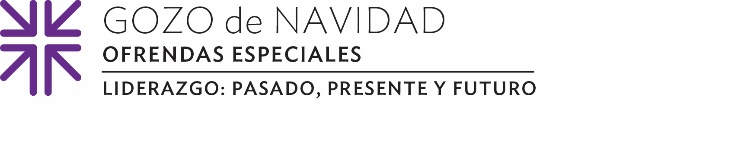 GOZO de NAVIDAD
OFRENDAS ESPECIALES
LIDERAZGO: PASADO, PRESENTE Y FUTURO